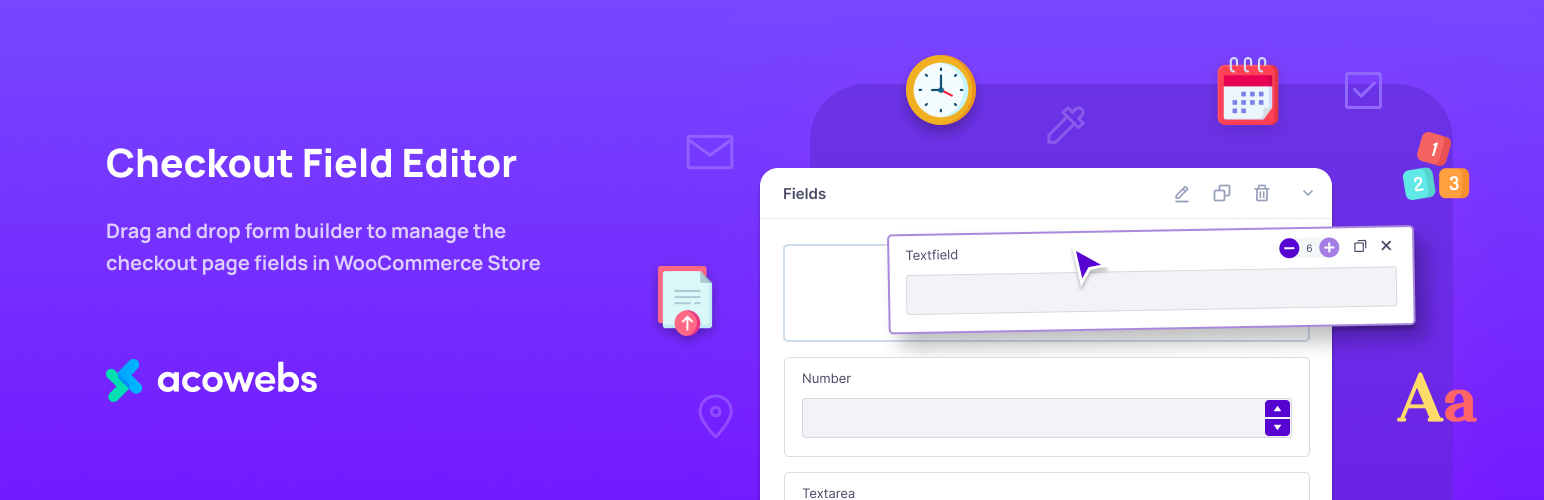 Checkout Field Editor
Drag and drop form builder to manage the
checkout page fields in WooCommerce Store
acowebs
Fields
Textfield
6
Number
Textarea
1
2
3
Aa